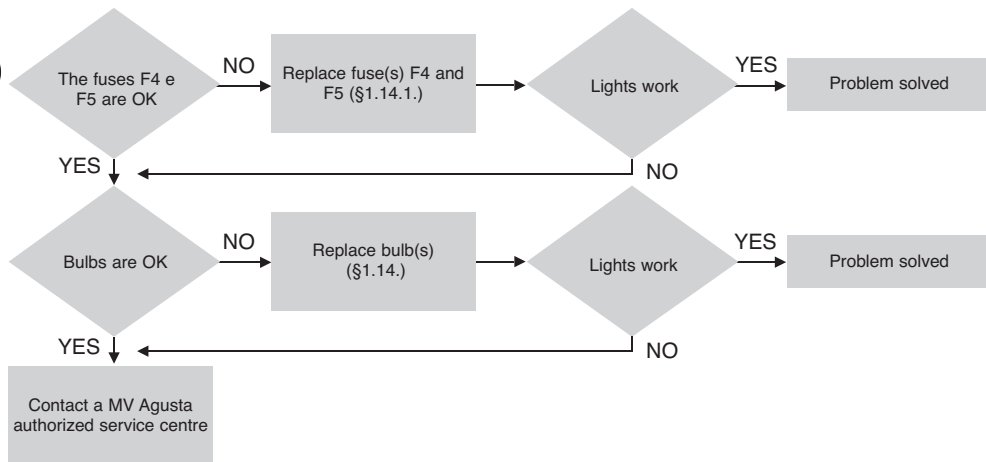 The fuses F4 e
F5 are OK
NO
Replace fuse(s) F4 and
F5 (§1.14.1.)
Lights work
YES
Problem solved
YES
NO
Bulbs are OK
NO
Replace bulb(s)
(§1.14.)
Lights work
YES
Problem solved
YES
NO
Contact a MV Agusta
authorized service centre